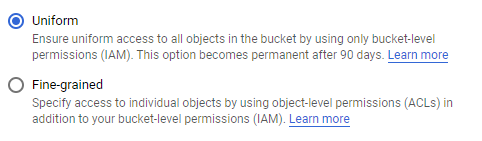 Uniform
Ensure uniform access to all objects in the bucket by using only bucket-level
permissions (IAM). This option becomes permanent after 90 days. Learn more
Fine-grained
Specify access to individual objects by using object-level permissions (ACLs) in
addition to your bucket-level permissions (IAM). Learn more